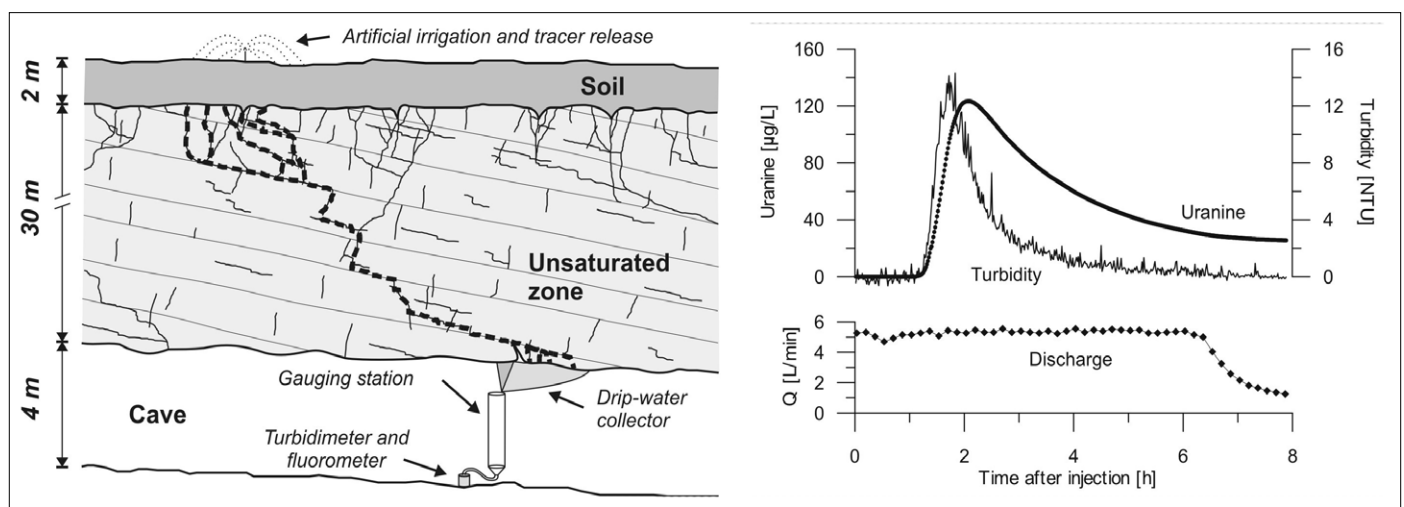 Artificial irrigation and tracer release
2 m
Soil
30 m
Unsaturated
zone
4 m
Gauging station
Cave
Drip-water
collector
Turbidimeter and
fluorometer
160
120
80
40
0
Uranine [µg/L]
16
12
8
4
0
Turbidity [NTU]
Uranine
Turbidity
6
4
2
0
Q [L/min]
Discharge
0 2 4 6 8
Time after injection [h]